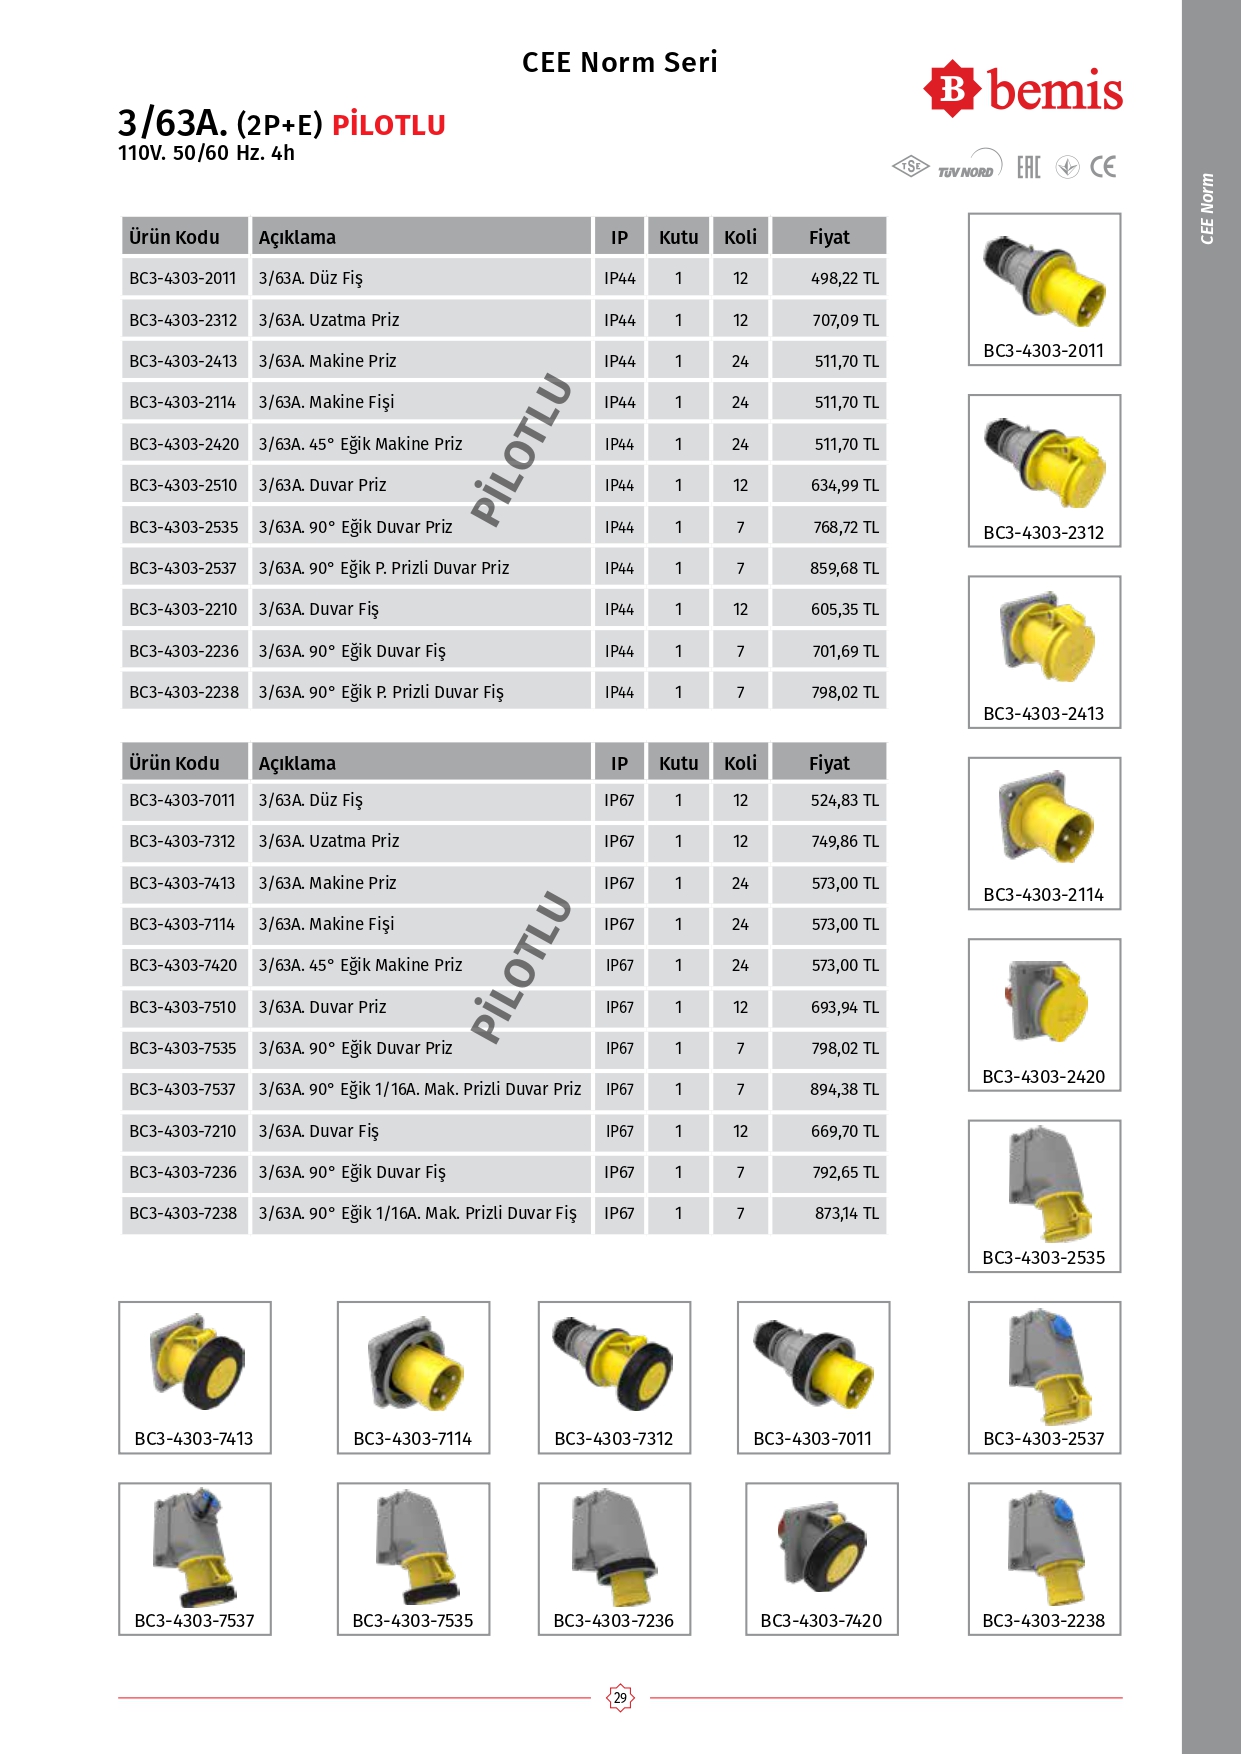 CEE Norm Seri
bemis
3/63A. (2P+E) PİLOTLU
110V. 50/60 Hz. 4h
TSE TÜV NORD EAC CE
CEE Norm
Ürün Kodu Açıklama IP Kutu Koli Fiyat
BC3-4303-2011 3/63A. Düz Fiş IP44 1 12 498,22 TL
BC3-4303-2312 3/63A. Uzatma Priz IP44 1 12 707,09 TL
BC3-4303-2413 3/63A. Makine Priz IP44 1 24 511,70 TL
BC3-4303-2114 3/63A. Makine Fişi IP44 1 24 511,70 TL
BC3-4303-2420 3/63A. 45° Eğik Makine Priz IP44 1 24 511,70 TL
BC3-4303-2510 3/63A. Duvar Priz IP44 1 12 634,99 TL
BC3-4303-2535 3/63A. 90° Eğik Duvar Priz IP44 1 7 768,72 TL
BC3-4303-2537 3/63A. 90° Eğik P. Prizli Duvar Priz IP44 1 7 859,68 TL
BC3-4303-2210 3/63A. Duvar Fiş IP44 1 12 605,35 TL
BC3-4303-2236 3/63A. 90° Eğik Duvar Fiş IP44 1 7 701,69 TL
BC3-4303-2238 3/63A. 90° Eğik P. Prizli Duvar Fiş IP44 1 7 798,02 TL
PİLOTLU
Ürün Kodu Açıklama IP Kutu Koli Fiyat
BC3-4303-7011 3/63A. Düz Fiş IP67 1 12 524,83 TL
BC3-4303-7312 3/63A. Uzatma Priz IP67 1 12 749,86 TL
BC3-4303-7413 3/63A. Makine Priz IP67 1 24 573,00 TL
BC3-4303-7114 3/63A. Makine Fişi IP67 1 24 573,00 TL
BC3-4303-7420 3/63A. 45° Eğik Makine Priz IP67 1 24 573,00 TL
BC3-4303-7510 3/63A. Duvar Priz IP67 1 12 693,94 TL
BC3-4303-7535 3/63A. 90° Eğik Duvar Priz IP67 1 7 798,02 TL
BC3-4303-7537 3/63A. 90° Eğik 1/16A. Mak. Prizli Duvar Priz IP67 1 7 894,38 TL
BC3-4303-7210 3/63A. Duvar Fiş IP67 1 12 669,70 TL
BC3-4303-7236 3/63A. 90° Eğik Duvar Fiş IP67 1 7 792,65 TL
BC3-4303-7238 3/63A. 90° Eğik 1/16A. Mak. Prizli Duvar Fiş IP67 1 7 873,14 TL
PİLOTLU
BC3-4303-2011
BC3-4303-2312
BC3-4303-2413
BC3-4303-2114
BC3-4303-2420
BC3-4303-2535
BC3-4303-7413 BC3-4303-7114 BC3-4303-7312 BC3-4303-7011 BC3-4303-2537
BC3-4303-7537 BC3-4303-7535 BC3-4303-7236 BC3-4303-7420 BC3-4303-2238
29